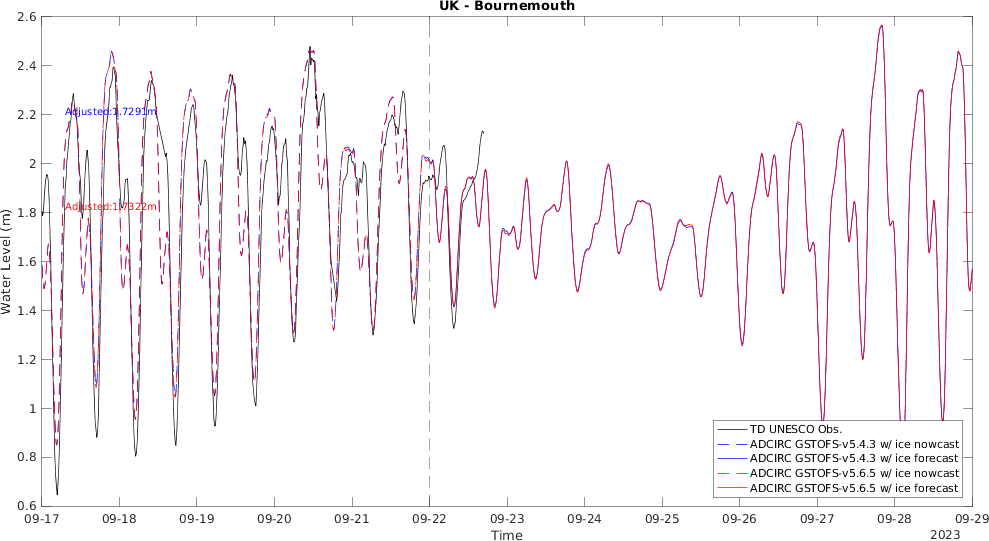 UK - Bournemouth
2.6
2.4
2.2
2
1.8
1.6
1.4
1.2
1
0.8
0.6
Water Level (m)
Adjusted:1.7291m
Adjusted:1.7322m
TD UNESCO Obs.
ADCIRC GSTOFS-v5.4.3 w/ ice nowcast
ADCIRC GSTOFS-v5.4.3 w/ ice forecast
ADCIRC GSTOFS-v5.6.5 w/ ice nowcast
ADCIRC GSTOFS-v5.6.5 w/ ice forecast
09-17 09-18 09-19 09-20 09-21 09-22 09-23 09-24 09-25 09-26 09-27 09-28 09-29
Time
2023